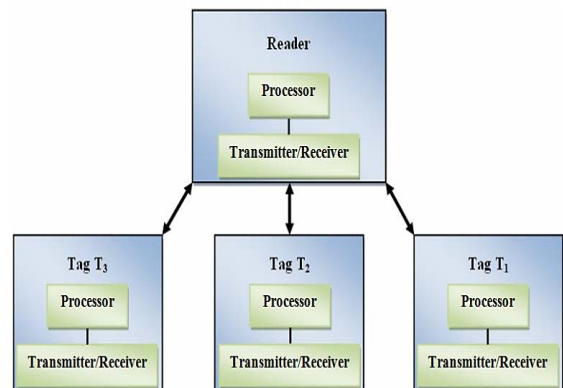 Reader
Processor
Transmitter/Receiver
Tag T₃
Processor
Transmitter/Receiver
Tag T₂
Processor
Transmitter/Receiver
Tag T₁
Processor
Transmitter/Receiver